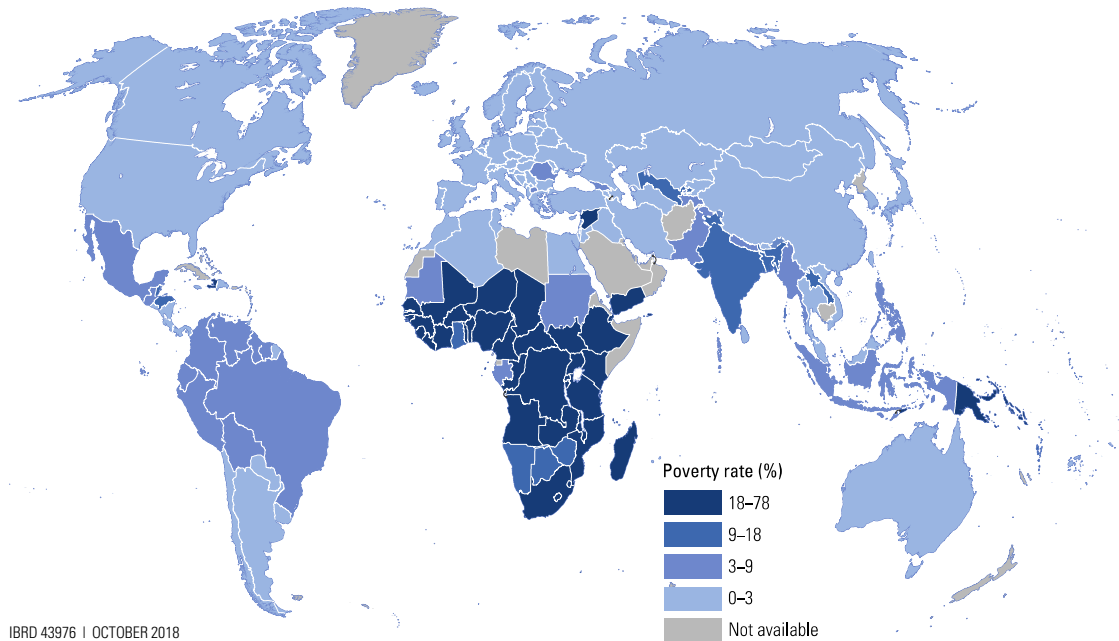 Poverty rate (%)
18–78
9–18
3–9
0–3
Not available
IBRD 43976 | OCTOBER 2018